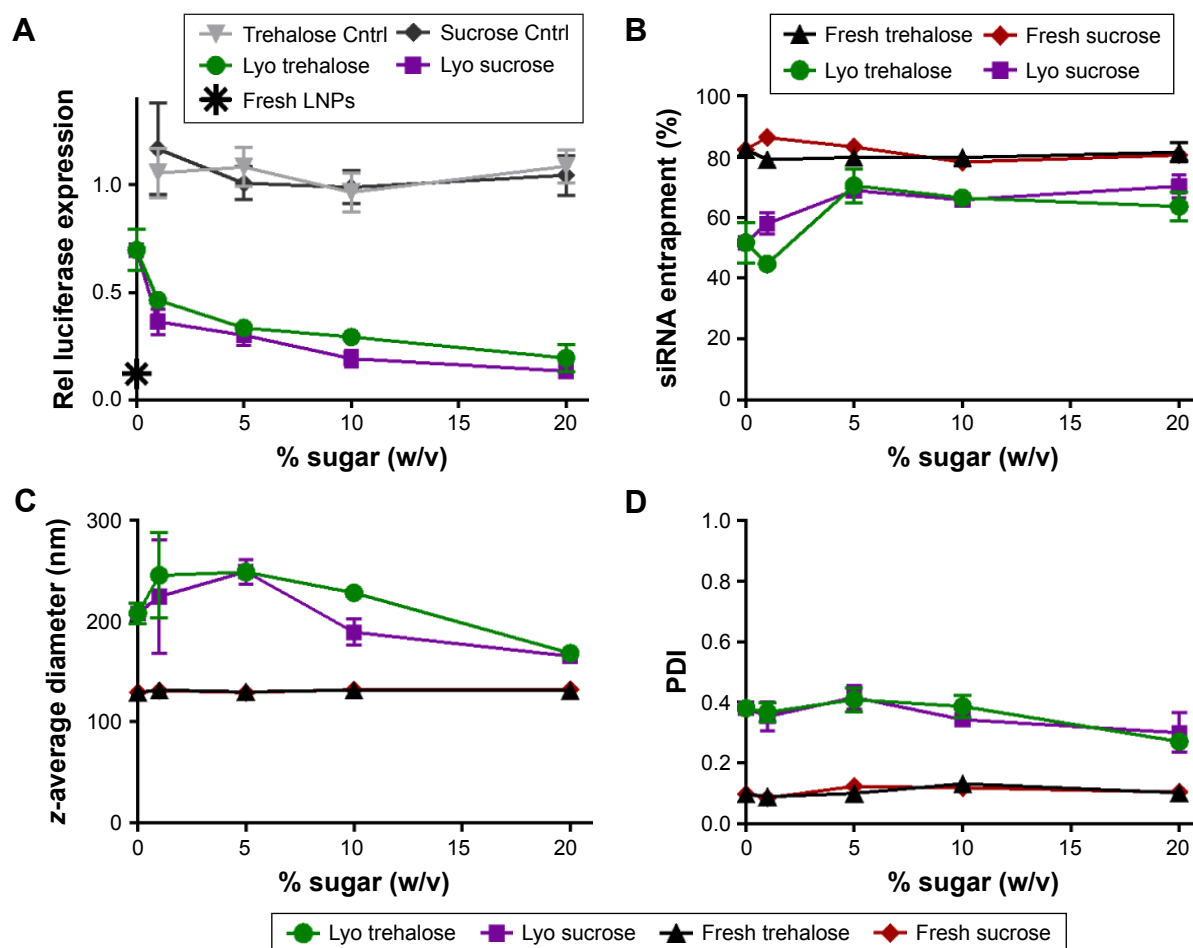 A
Trehalose Cntrl
Sucrose Cntrl
Lyo trehalose
Lyo sucrose
Fresh LNPs
Rel luciferase expression
1.0
0.5
0.0
0
5
10
15
20
% sugar (w/v)
B
Fresh trehalose
Fresh sucrose
Lyo trehalose
Lyo sucrose
siRNA entrapment (%)
100
80
60
40
20
0
0
5
10
15
20
% sugar (w/v)
C
z-average diameter (nm)
300
200
100
0
0
5
10
15
20
% sugar (w/v)
D
PDI
1.0
0.8
0.6
0.4
0.2
0.0
0
5
10
15
20
% sugar (w/v)
Lyo trehalose
Lyo sucrose
Fresh trehalose
Fresh sucrose